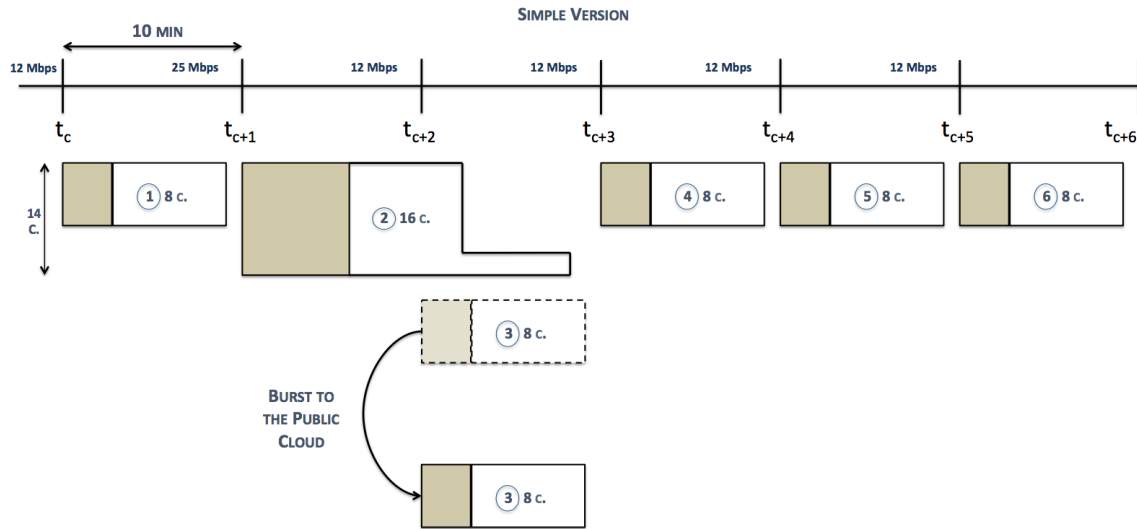 SIMPLE VERSION
10 MIN
12 Mbps
25 Mbps
12 Mbps
12 Mbps
12 Mbps
12 Mbps
tc
tc+1
tc+2
tc+3
tc+4
tc+5
tc+6
14
C.
1 8 C.
2 16 C.
4 8 C.
5 8 C.
6 8 C.
3 8 C.
BURST TO
THE PUBLIC
CLOUD
3 8 C.